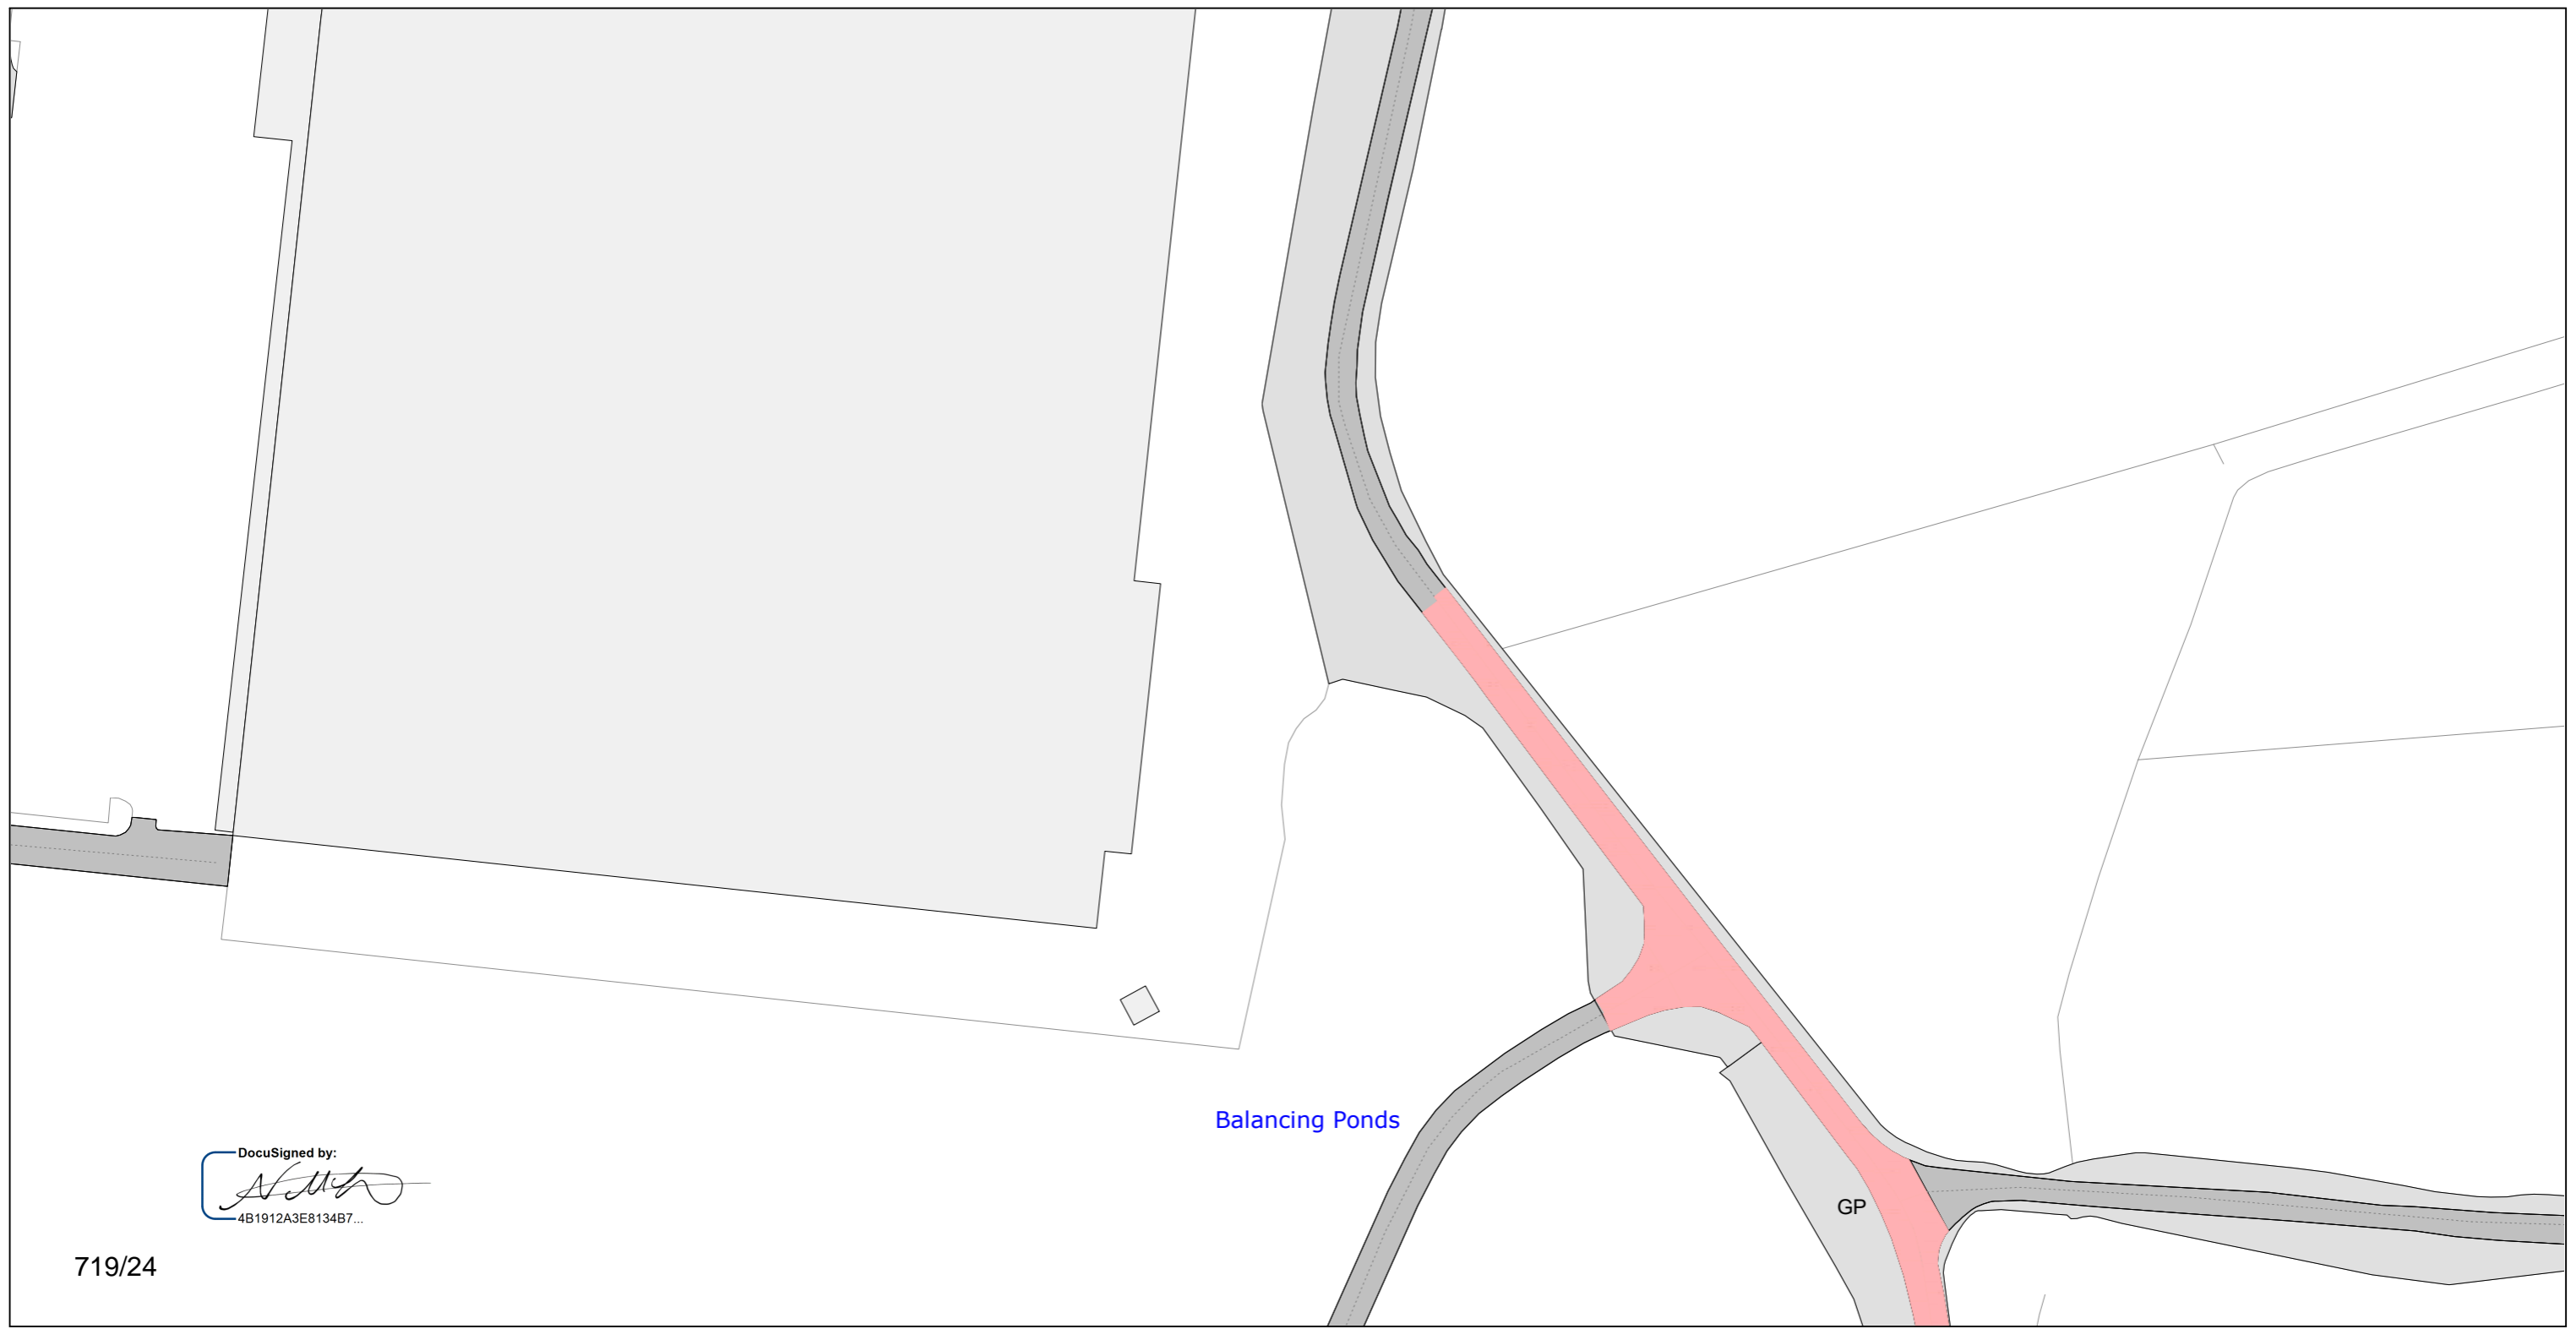 Balancing Ponds
DocuSigned by:
4B1912A3E8134B7...
GP
719/24